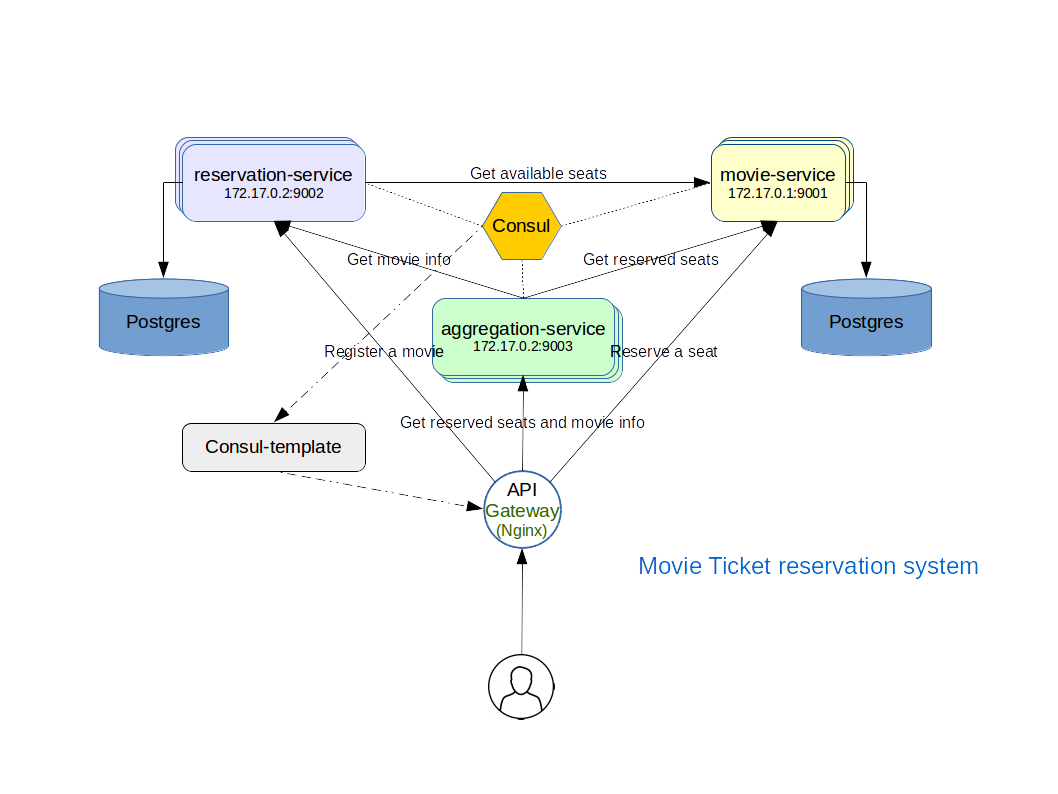 reservation-service
172.17.0.2:9002
Get available seats
movie-service
172.17.0.1:9001
Consul
Get movie info
Get reserved seats
Postgres
aggregation-service
172.17.0.2:9003
Postgres
Register a movie
Reserve a seat
Get reserved seats and movie info
Consul-template
API
Gateway
(Nginx)
Movie Ticket reservation system